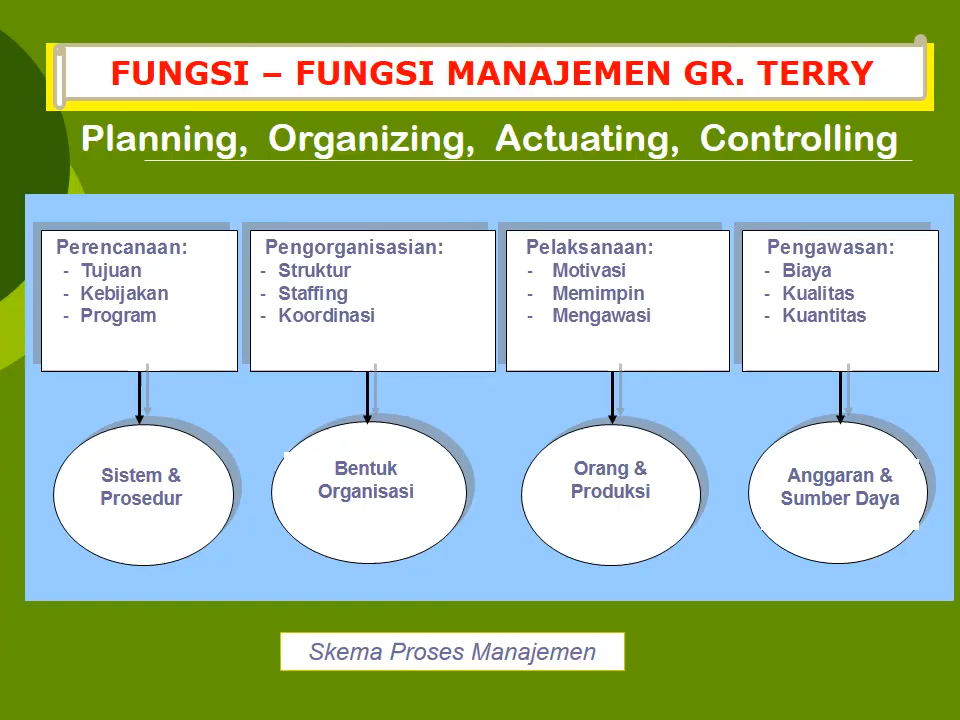 FUNGSI – FUNGSI MANAJEMEN GR. TERRY
Planning, Organizing, Actuating, Controlling
Perencanaan:
- Tujuan
- Kebijakan
- Program
Pengorganisasian:
- Struktur
- Staffing
- Koordinasi
Pelaksanaan:
- Motivasi
- Memimpin
- Mengawasi
Pengawasan:
- Biaya
- Kualitas
- Kuantitas
Sistem &
Prosedur
Bentuk
Organisasi
Orang &
Produksi
Anggaran &
Sumber Daya
Skema Proses Manajemen